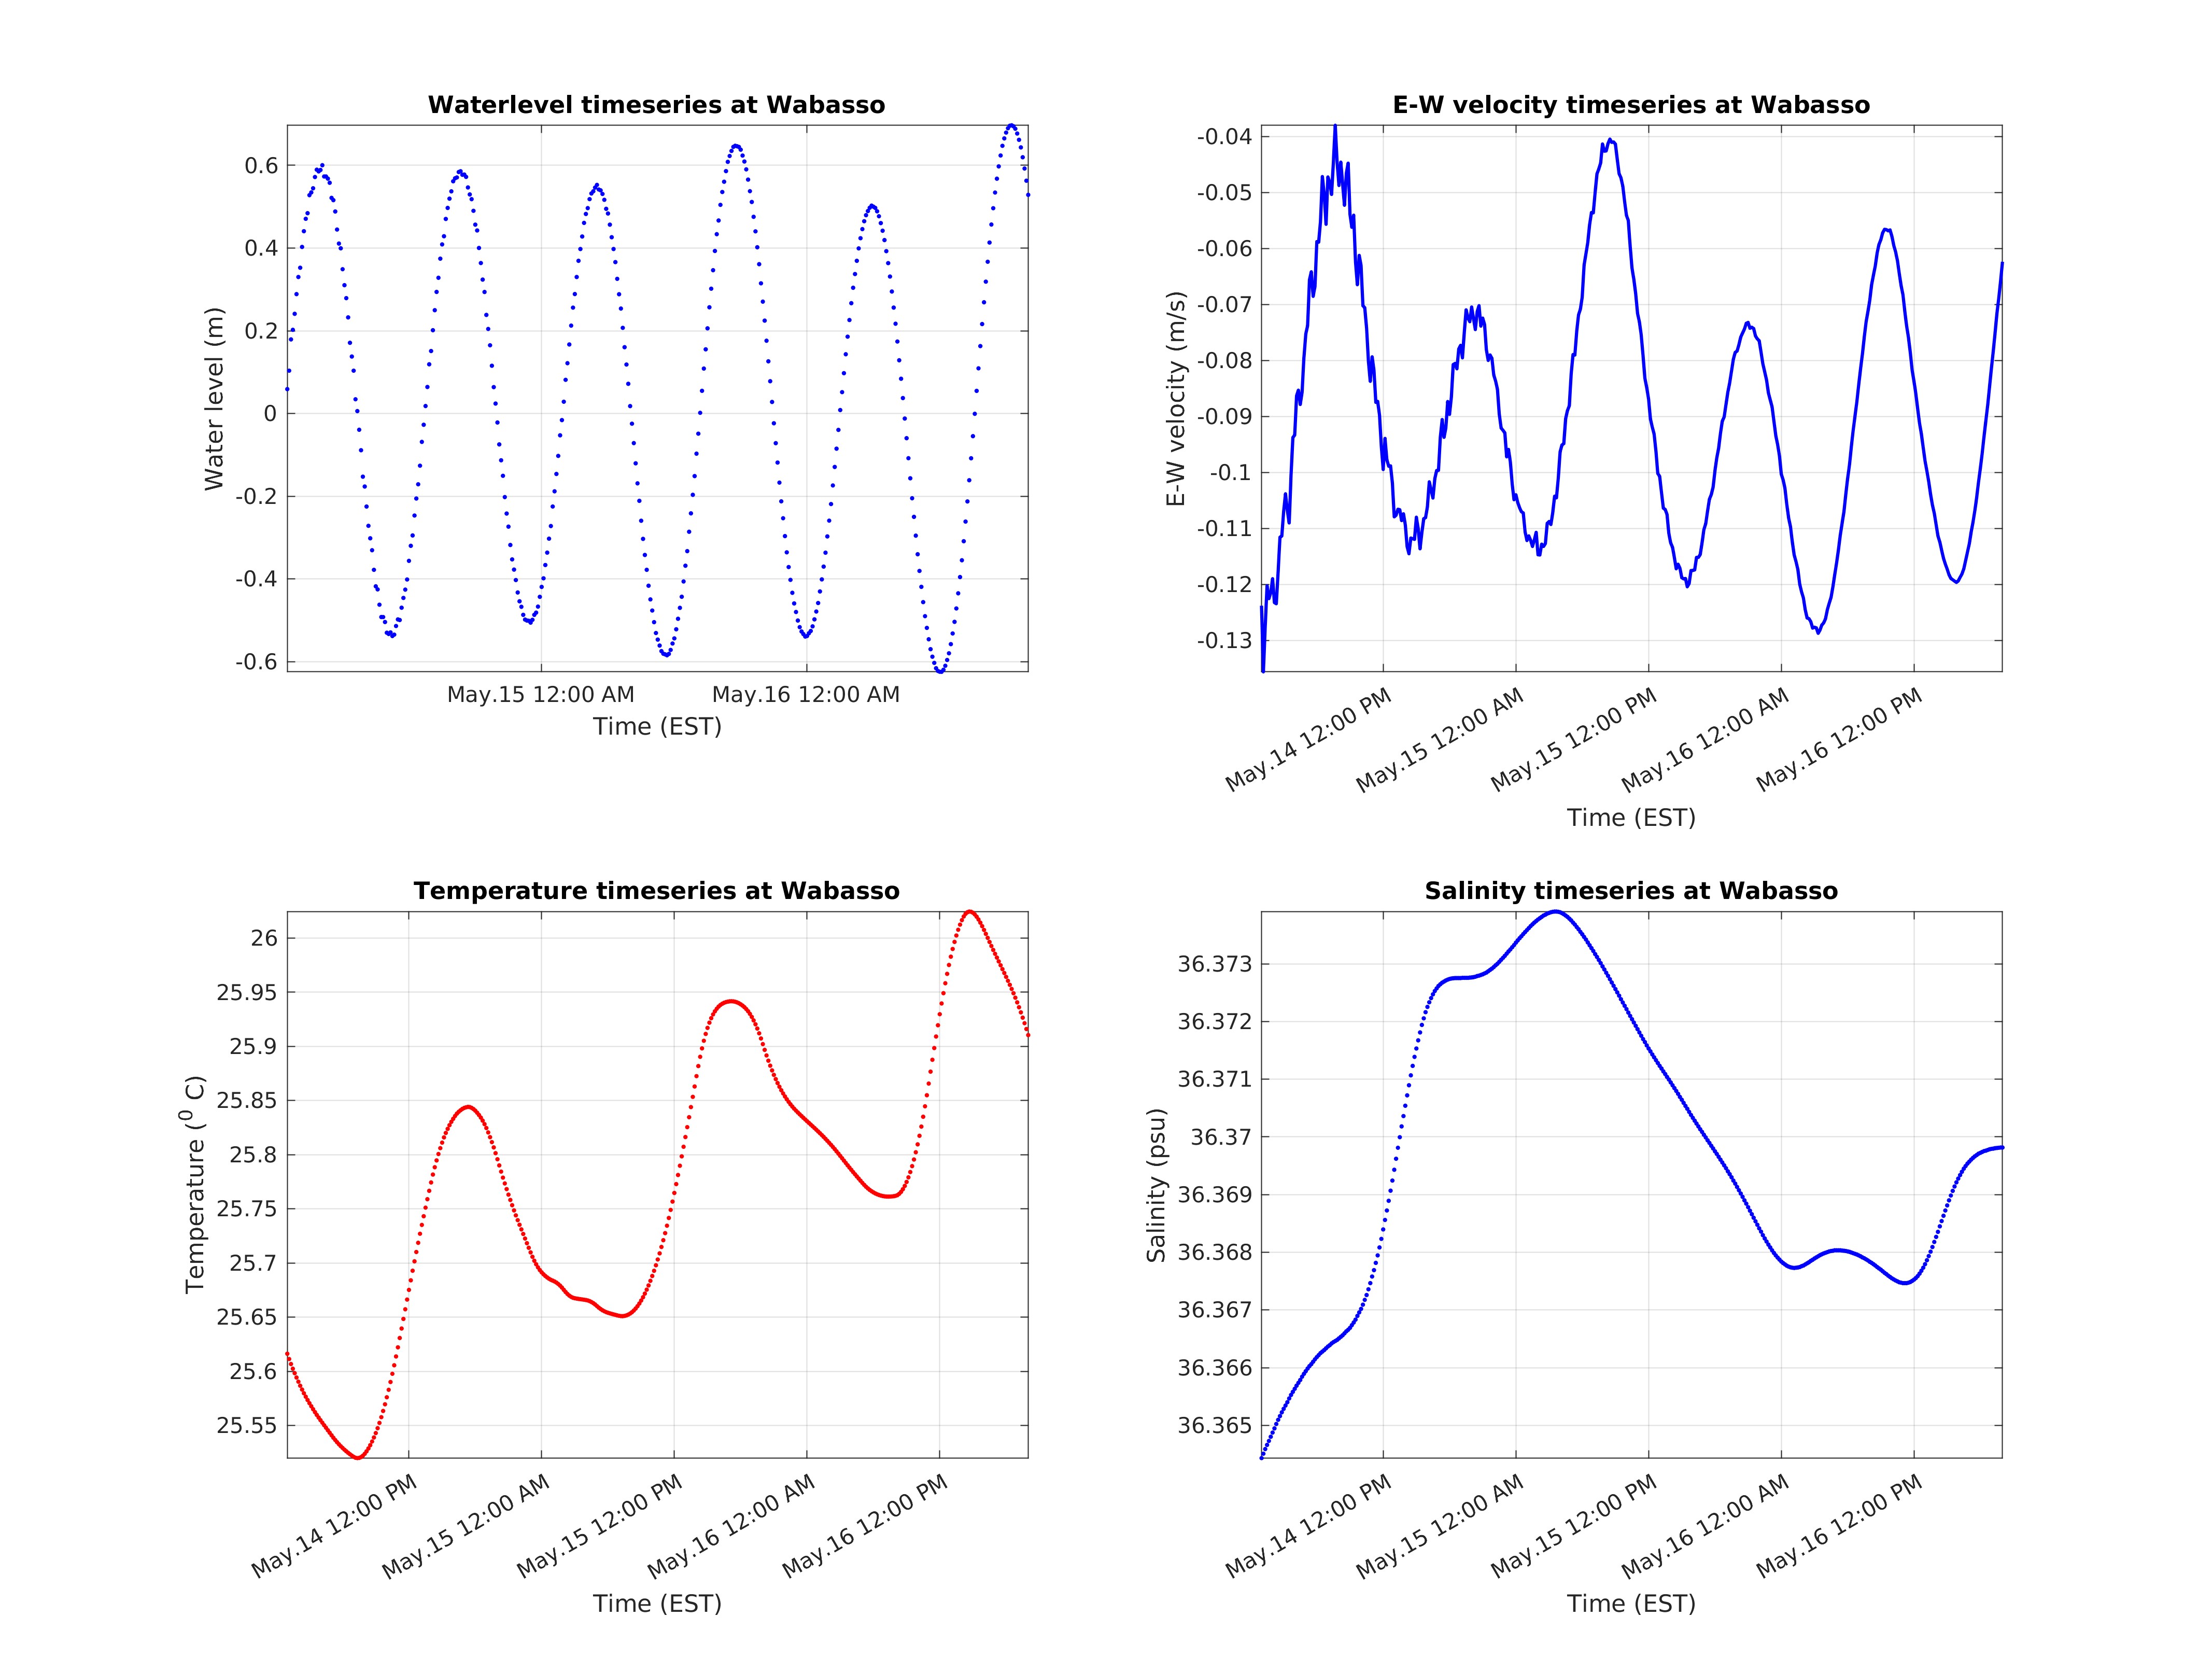 Waterlevel timeseries at Wabasso
Water level (m)
0.6
0.4
0.2
0
-0.2
-0.4
-0.6
May.15 12:00 AM
May.16 12:00 AM
Time (EST)
E-W velocity timeseries at Wabasso
E-W velocity (m/s)
-0.04
-0.05
-0.06
-0.07
-0.08
-0.09
-0.1
-0.11
-0.12
-0.13
May.14 12:00 PM
May.15 12:00 AM
May.15 12:00 PM
May.16 12:00 AM
May.16 12:00 PM
Time (EST)
Temperature timeseries at Wabasso
Temperature (⁰ C)
26
25.95
25.9
25.85
25.8
25.75
25.7
25.65
25.6
25.55
May.14 12:00 PM
May.15 12:00 AM
May.15 12:00 PM
May.16 12:00 AM
May.16 12:00 PM
Time (EST)
Salinity timeseries at Wabasso
Salinity (psu)
36.373
36.372
36.371
36.37
36.369
36.368
36.367
36.366
36.365
May.14 12:00 PM
May.15 12:00 AM
May.15 12:00 PM
May.16 12:00 AM
May.16 12:00 PM
Time (EST)